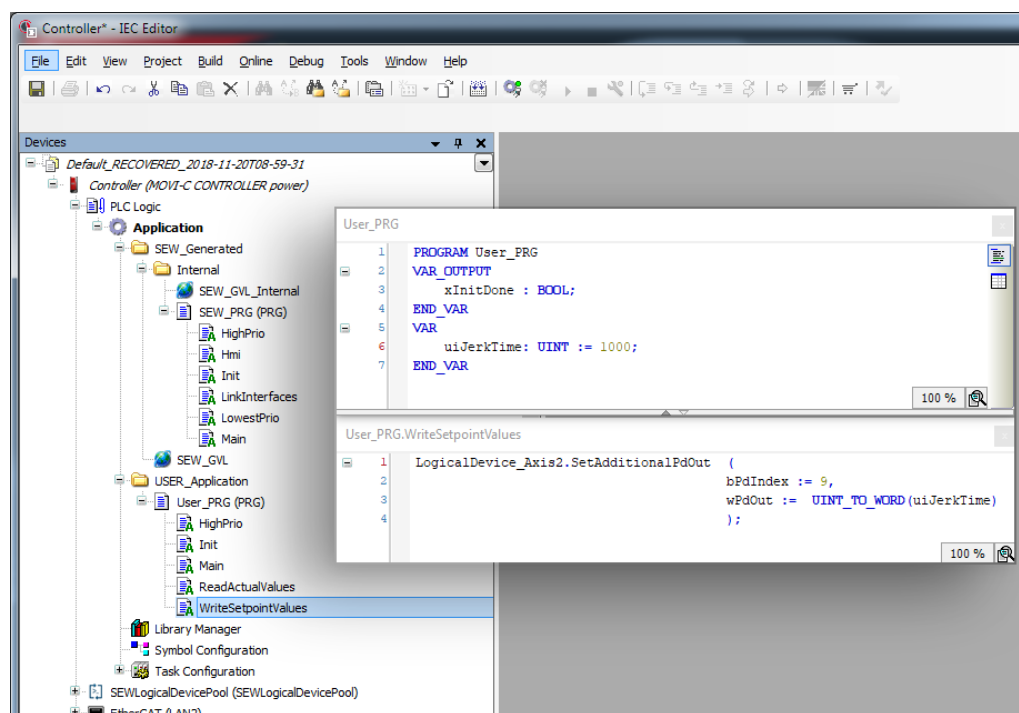 Controller* - IEC Editor
File Edit View Project Build Online Debug Tools Window Help
Devices
Default_RECOVERED_2018-11-20T08-59-31
Controller (MOVI-C CONTROLLER power)
PLC Logic
Application
SEW_Generated
Internal
SEW_GVL_Internal
SEW_PRG (PRG)
HighPrio
Hmi
Init
LinkInterfaces
LowestPrio
Main
SEW_GVL
USER_Application
User_PRG (PRG)
HighPrio
Init
Main
ReadActualValues
WriteSetpointValues
Library Manager
Symbol Configuration
Task Configuration
SEWLogicalDevicePool (SEWLogicalDevicePool)
EtherCAT (LAN2)
User_PRG
1 PROGRAM User_PRG
2 VAR_OUTPUT
3 xInitDone : BOOL;
4 END_VAR
5 VAR
6 uiJerkTime: UINT := 1000;
7 END_VAR
100 %
User_PRG.WriteSetpointValues
1 LogicalDevice_Axis2.SetAdditionalPdOut (
2 bPdIndex := 9,
3 wPdOut := UINT_TO_WORD(uiJerkTime)
4 );
100 %